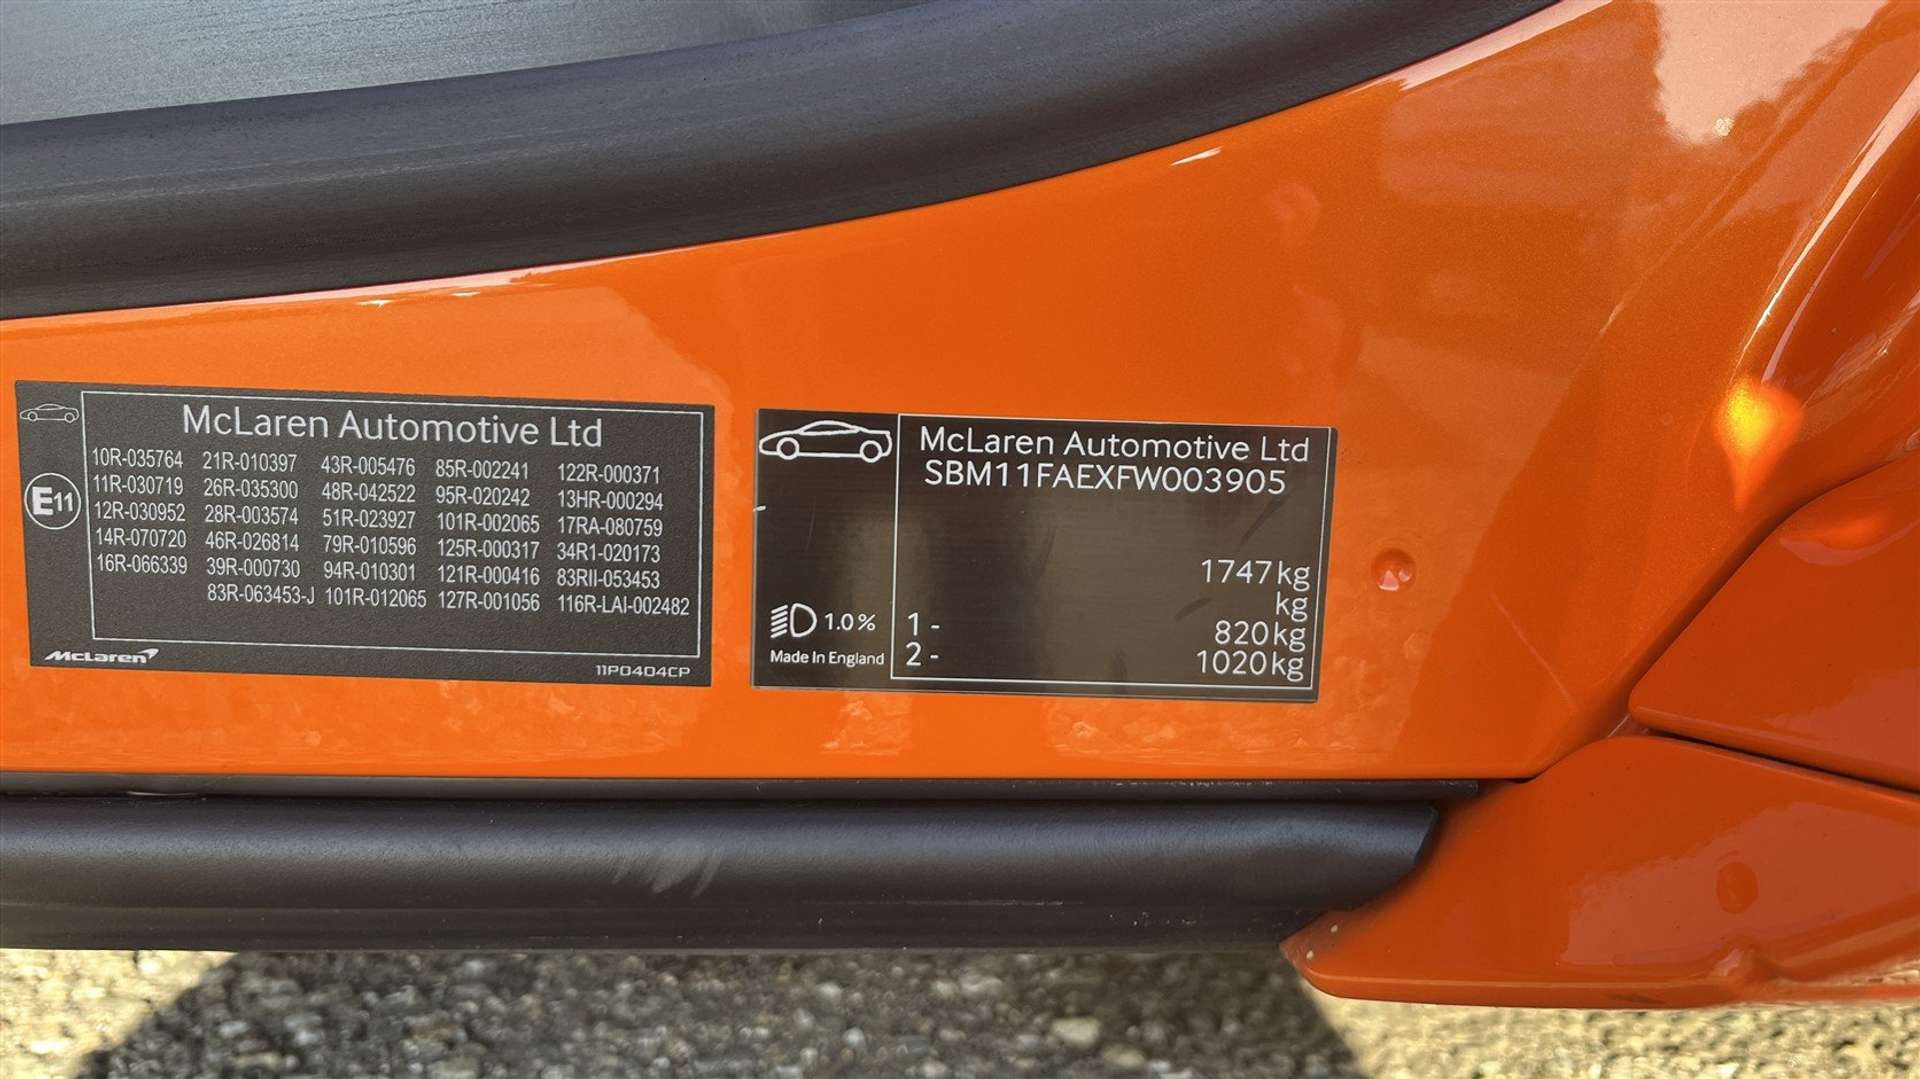 McLaren Automotive Ltd
10R-035764 21R-010397 43R-005476 85R-002241 122R-000371
11R-030719 26R-035300 48R-042522 95R-020242 13HR-000294
12R-030952 28R-003574 51R-023927 101R-002065 17RA-080759
14R-070720 46R-026814 79R-010596 125R-000317 34R1-020173
16R-066339 39R-000730 94R-010301 121R-000416 83RII-053453
83R-063453-J 101R-012065 127R-001056 116R-LAI-002482
E11
McLaren
11P0404CP
McLaren Automotive Ltd
SBM11FAEXFW003905
1747kg
kg
1 - 820kg
2 - 1020kg
1.0%
Made In England